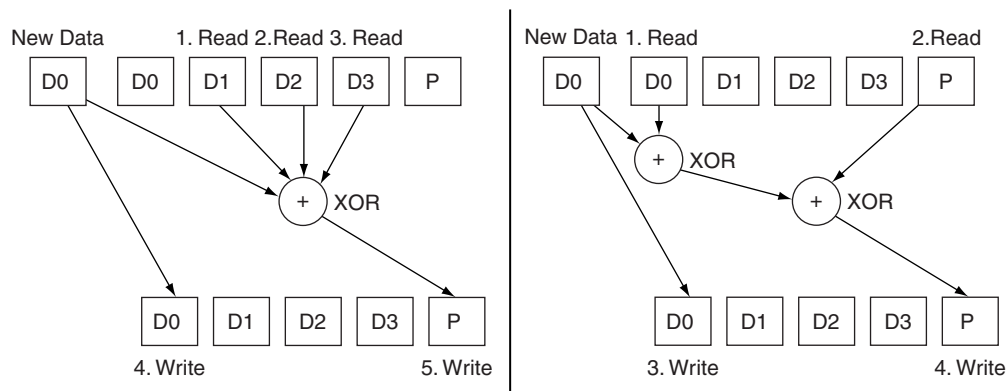 New Data 1. Read 2.Read 3. Read
D0 D0 D1 D2 D3 P
+ XOR
D0 D1 D2 D3 P
4. Write 5. Write
New Data 1. Read 2.Read
D0 D0 D1 D2 D3 P
+ XOR
+ XOR
D0 D1 D2 D3 P
3. Write 4. Write